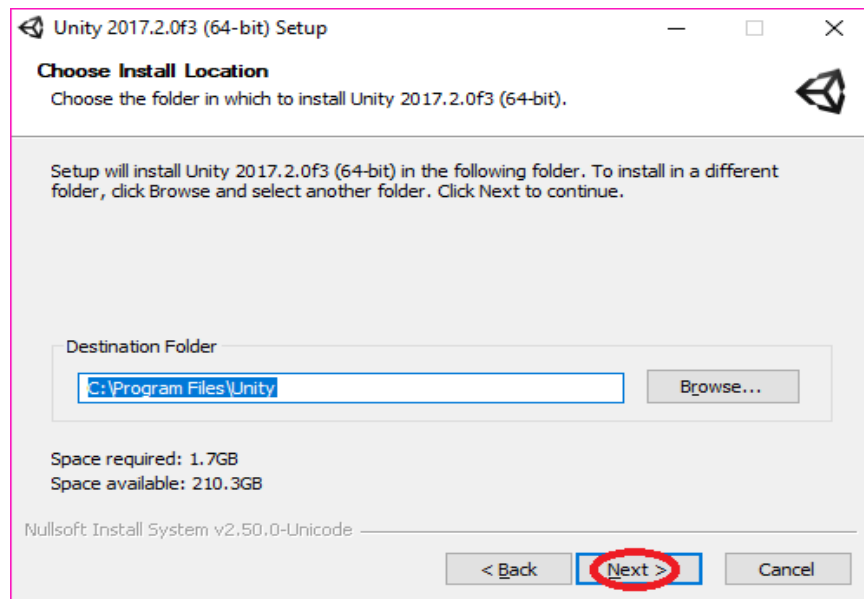 Unity 2017.2.0f3 (64-bit) Setup
Choose Install Location
Choose the folder in which to install Unity 2017.2.0f3 (64-bit).
Setup will install Unity 2017.2.0f3 (64-bit) in the following folder. To install in a different
folder, click Browse and select another folder. Click Next to continue.
Destination Folder
C:\Program Files\Unity
Browse...
Space required: 1.7GB
Space available: 210.3GB
Nullsoft Install System v2.50.0-Unicode
< Back
Next >
Cancel